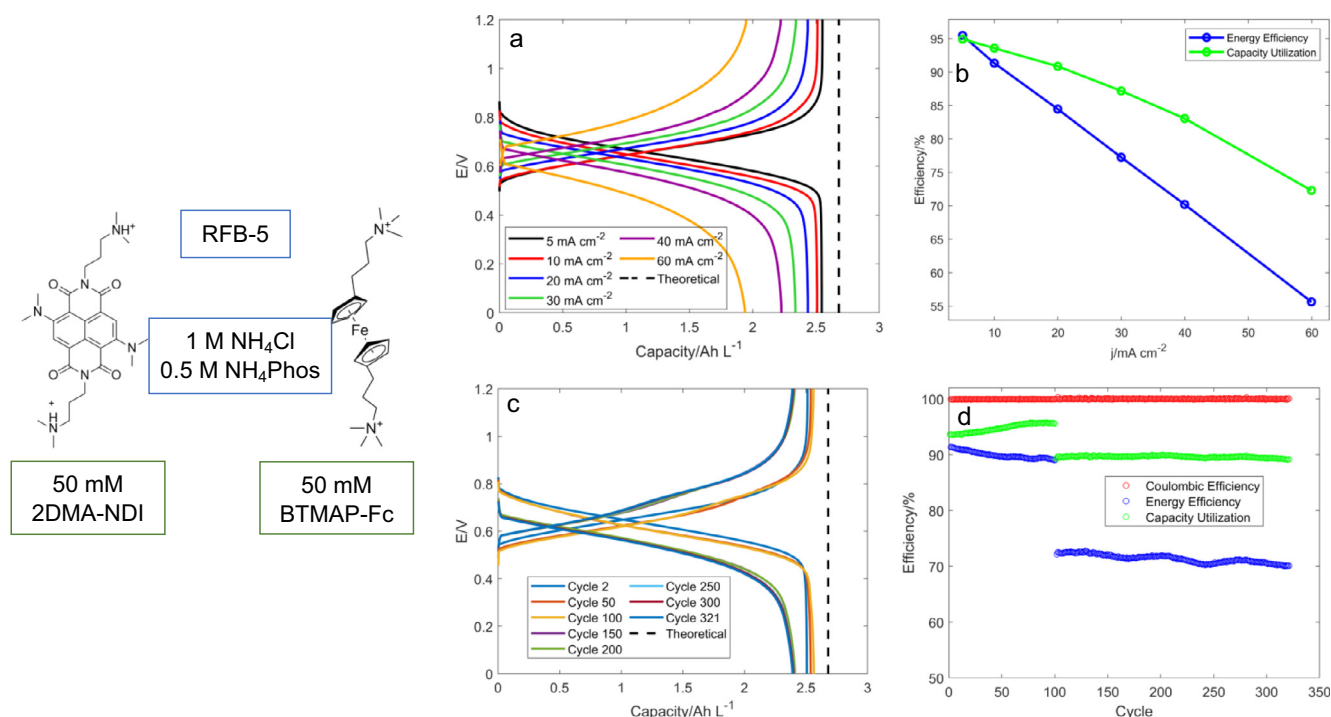 RFB-5
1 M NH₄Cl
0.5 M NH₄Phos
50 mM
2DMA-NDI
50 mM
BTMAP-Fc
NH⁺
N
O
O
N
N
O
O
N
+
H
N
N⁺
Fe
N⁺
a
1.2
1
0.8
0.6
0.4
0.2
0
E/V
0
0.5
1
1.5
2
2.5
3
Capacity/Ah L⁻¹
5 mA cm⁻²
10 mA cm⁻²
20 mA cm⁻²
30 mA cm⁻²
40 mA cm⁻²
60 mA cm⁻²
Theoretical
b
95
90
85
80
75
70
65
60
55
Efficiency/%
10
20
30
40
50
60
j/mA cm⁻²
Energy Efficiency
Capacity Utilization
c
1.2
1
0.8
0.6
0.4
0.2
0
E/V
0
0.5
1
1.5
2
2.5
3
Capacity/Ah L⁻¹
Cycle 2
Cycle 50
Cycle 100
Cycle 150
Cycle 200
Cycle 250
Cycle 300
Cycle 321
Theoretical
d
100
90
80
70
60
50
Efficiency/%
0
50
100
150
200
250
300
350
Cycle
Coulombic Efficiency
Energy Efficiency
Capacity Utilization